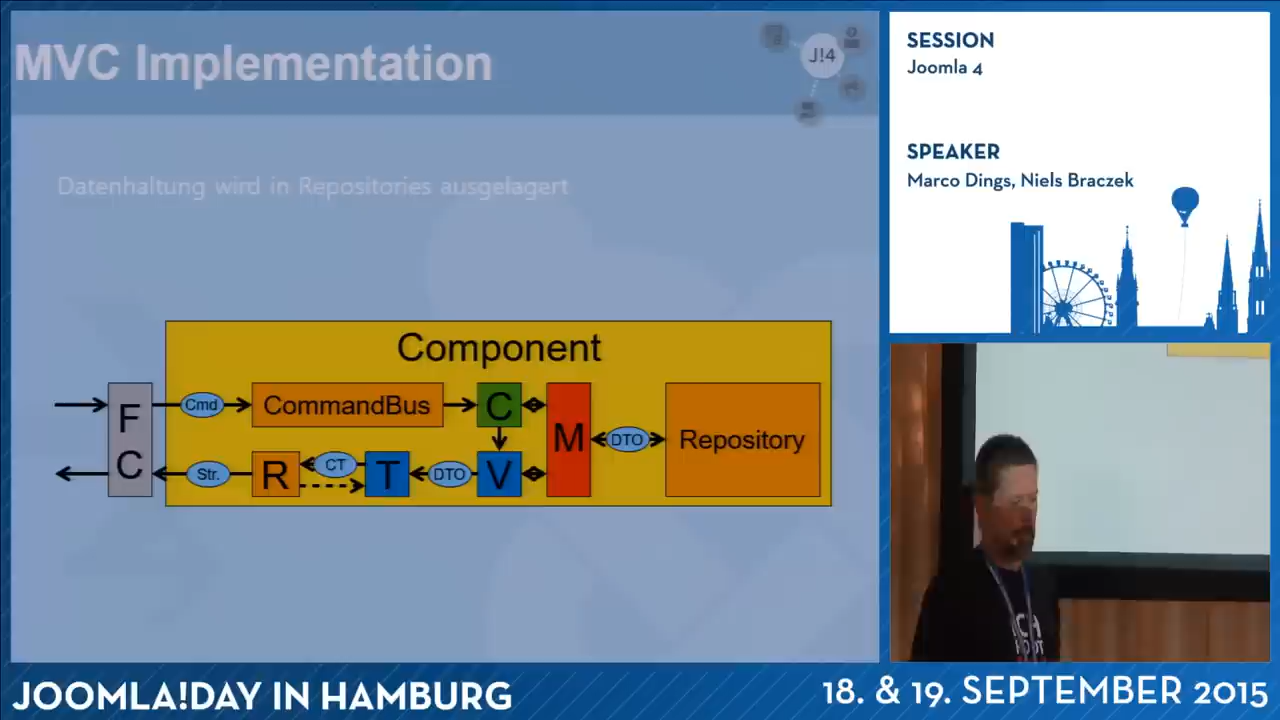 MVC Implementation
J!4
Datenhaltung wird in Repositories ausgelagert
Component
F
C
Cmd
CommandBus
C
M
DTO
Repository
Str.
R
CT
T
DTO
V
SESSION
Joomla 4
SPEAKER
Marco Dings, Niels Braczek
JOOMLA!DAY IN HAMBURG
18. & 19. SEPTEMBER 2015